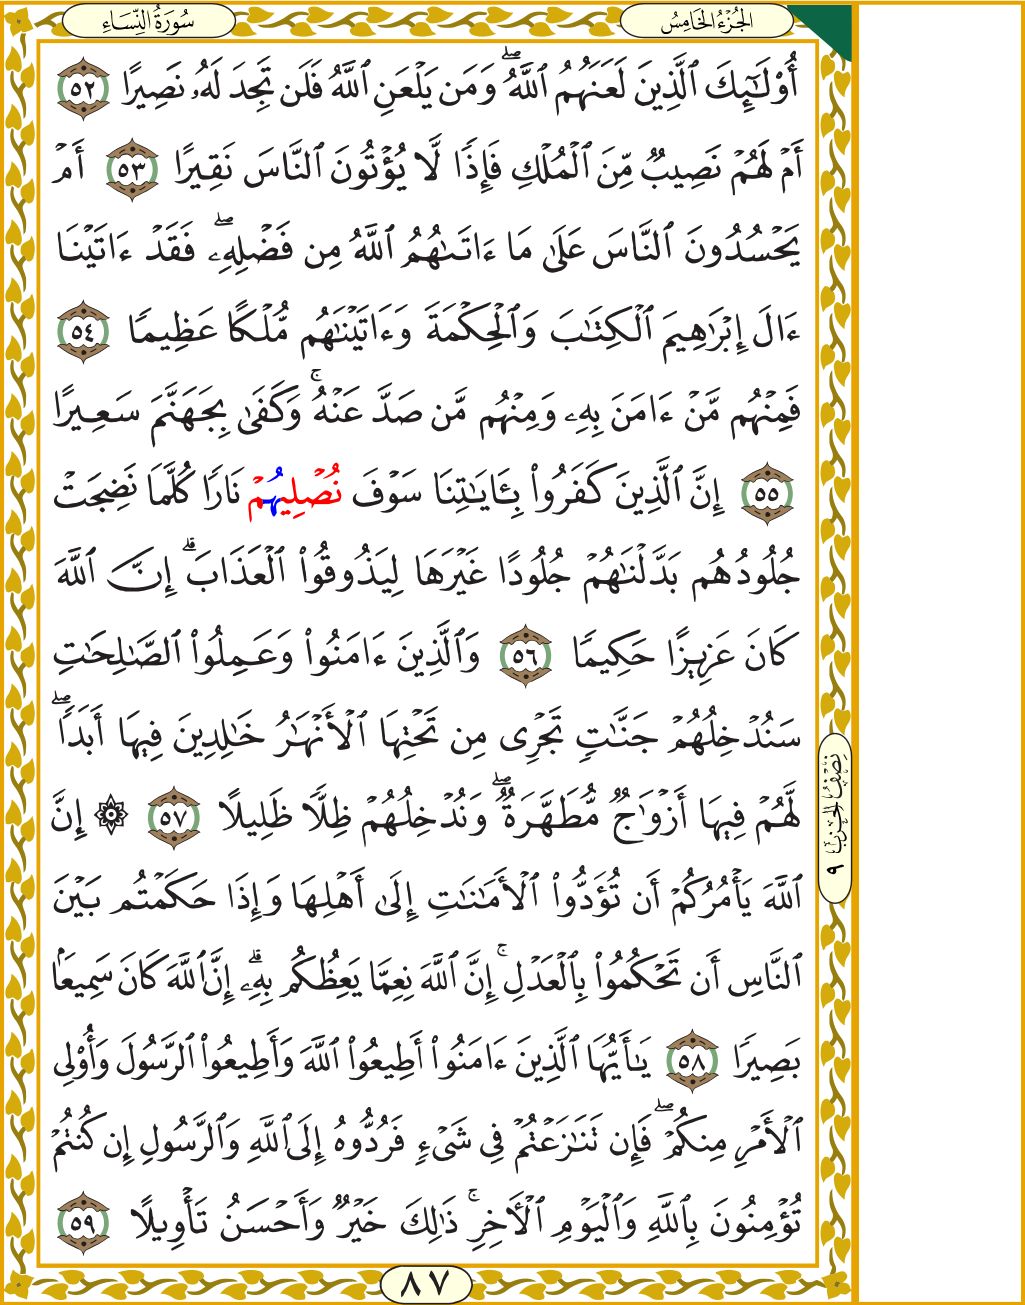 سُورَةُ النِّسَاءِ
الجُزْءُ الخَامِسُ
أُوْلَـٰٓئِكَ ٱلَّذِينَ لَعَنَهُمُ ٱللَّهُۖ وَمَن يَلْعَنِ ٱللَّهُ فَلَن تَجِدَ لَهُۥ نَصِيرًا ٥٢
أَمْ لَهُمْ نَصِيبٌ مِّنَ ٱلْمُلْكِ فَإِذًا لَّا يُؤْتُونَ ٱلنَّاسَ نَقِيرًا ٥٣ أَمْ
يَحْسُدُونَ ٱلنَّاسَ عَلَىٰ مَآ ءَاتَىٰهُمُ ٱللَّهُ مِن فَضْلِهِۦۖ فَقَدْ ءَاتَيْنَآ
ءَالَ إِبْرَٰهِيمَ ٱلْكِتَـٰبَ وَٱلْحِكْمَةَ وَءَاتَيْنَـٰهُم مُّلْكًا عَظِيمًا ٥٤
فَمِنْهُم مَّنْ ءَامَنَ بِهِۦ وَمِنْهُم مَّن صَدَّ عَنْهُۚ وَكَفَىٰ بِجَهَنَّمَ سَعِيرًا
٥٥ إِنَّ ٱلَّذِينَ كَفَرُوا۟ بِـَٔايَـٰتِنَا سَوْفَ نُصْلِيهُمْ نَارًا كُلَّمَا نَضِجَتْ
جُلُودُهُم بَدَّلْنَـٰهُمْ جُلُودًا غَيْرَهَا لِيَذُوقُوا۟ ٱلْعَذَابَۗ إِنَّ ٱللَّهَ
كَانَ عَزِيزًا حَكِيمًا ٥٦ وَٱلَّذِينَ ءَامَنُوا۟ وَعَمِلُوا۟ ٱلصَّـٰلِحَـٰتِ
سَنُدْخِلُهُمْ جَنَّـٰتٍ تَجْرِى مِن تَحْتِهَا ٱلْأَنْهَـٰرُ خَـٰلِدِينَ فِيهَآ أَبَدًاۖ
لَّهُمْ فِيهَآ أَزْوَٰجٌ مُّطَهَّرَةٌۖ وَنُدْخِلُهُمْ ظِلًّا ظَلِيلًا ٥٧ ۞ إِنَّ
ٱللَّهَ يَأْمُرُكُمْ أَن تُؤَدُّوا۟ ٱلْأَمَـٰنَـٰتِ إِلَىٰٓ أَهْلِهَا وَإِذَا حَكَمْتُم بَيْنَ
ٱلنَّاسِ أَن تَحْكُمُوا۟ بِٱلْعَدْلِۚ إِنَّ ٱللَّهَ نِعِمَّا يَعِظُكُم بِهِۦٓۗ إِنَّ ٱللَّهَ كَانَ سَمِيعًۢا
بَصِيرًا ٥٨ يَـٰٓأَيُّهَا ٱلَّذِينَ ءَامَنُوٓا۟ أَطِيعُوا۟ ٱللَّهَ وَأَطِيعُوا۟ ٱلرَّسُولَ وَأُو۟لِى
ٱلْأَمْرِ مِنكُمْۖ فَإِن تَنَـٰزَعْتُمْ فِى شَىْءٍ فَرُدُّوهُ إِلَى ٱللَّهِ وَٱلرَّسُولِ إِن كُنتُمْ
تُؤْمِنُونَ بِٱللَّهِ وَٱلْيَوْمِ ٱلْـَٔاخِرِۚ ذَٰلِكَ خَيْرٌ وَأَحْسَنُ تَأْوِيلًا ٥٩
نِصْفُ الحِزْبِ ٩
٨٧